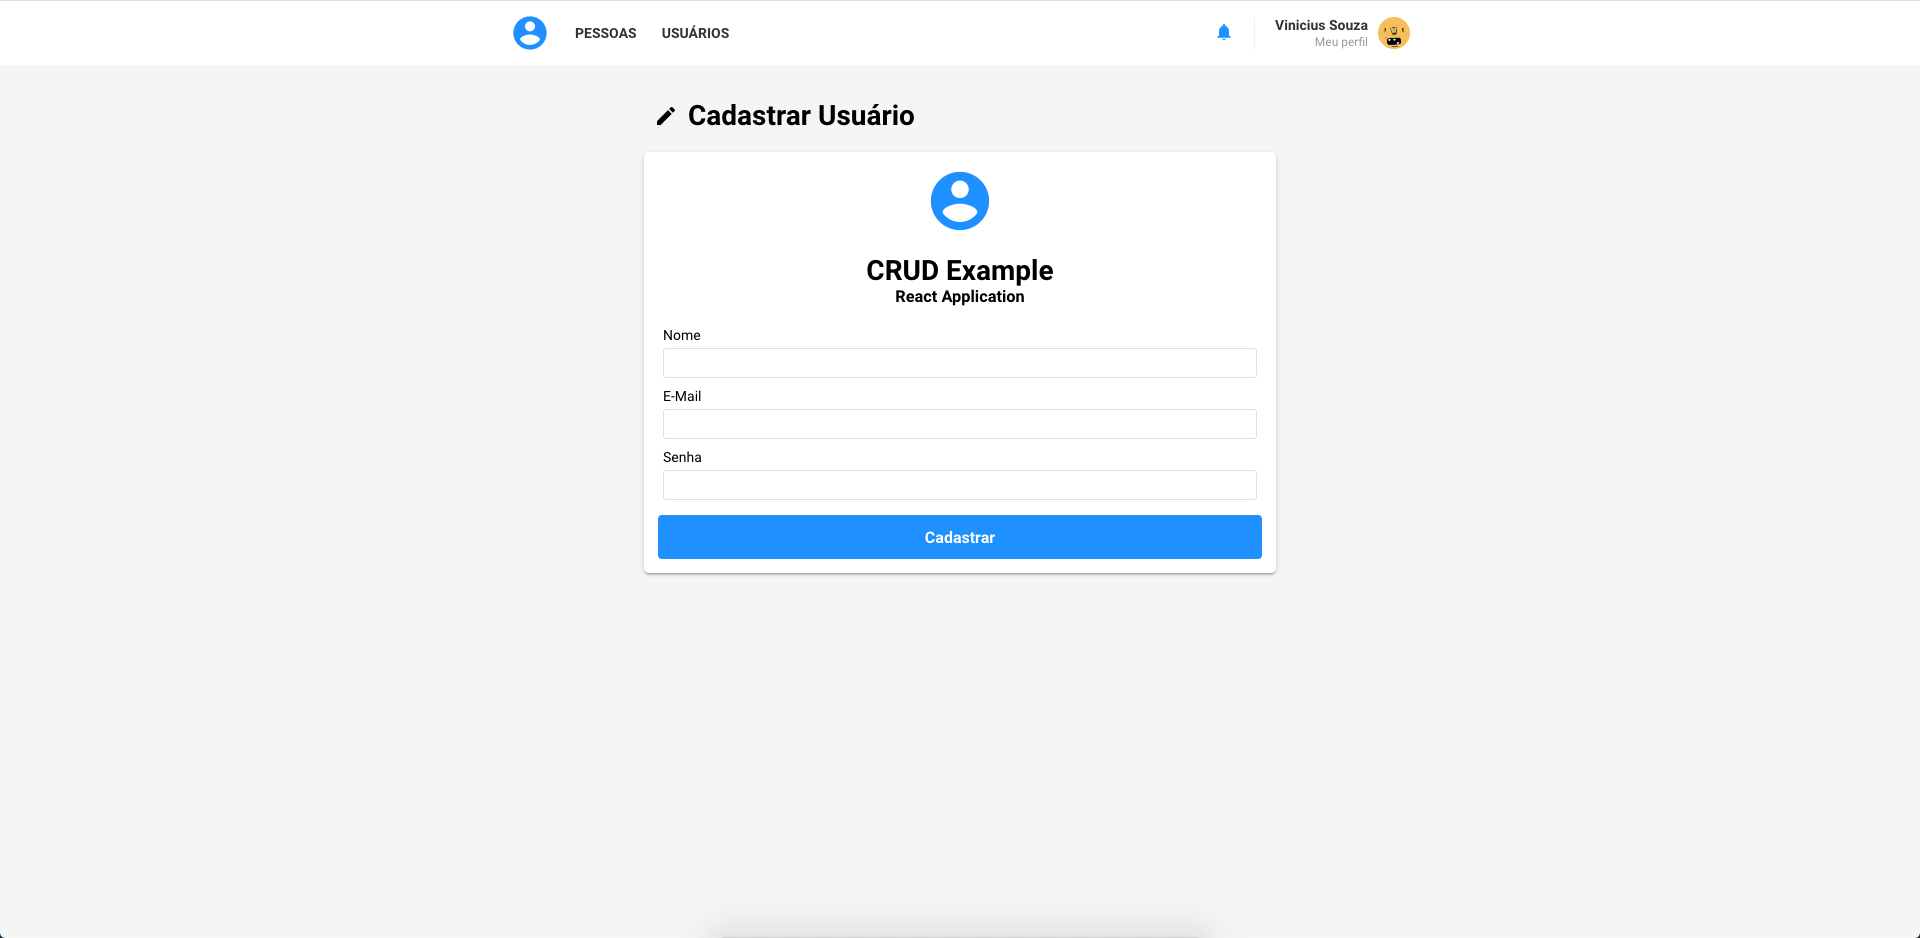 PESSOAS USUÁRIOS
Vinicius Souza
Meu perfil
Cadastrar Usuário
CRUD Example
React Application
Nome
E-Mail
Senha
Cadastrar